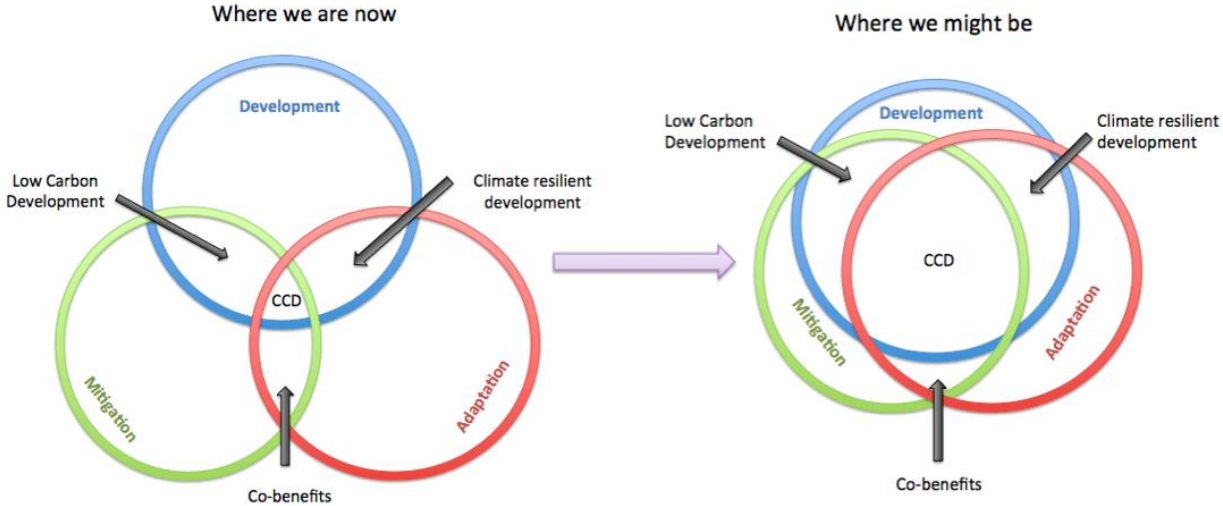 Where we are now
Development
Low Carbon
Development
Climate resilient
development
CCD
Mitigation
Adaptation
Co-benefits
Where we might be
Development
Low Carbon
Development
Climate resilient
development
CCD
Mitigation
Adaptation
Co-benefits